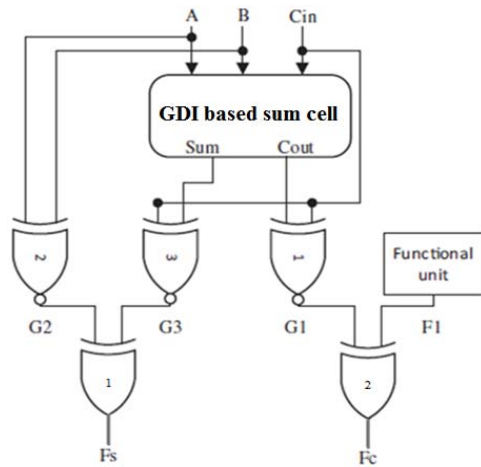 A B Cin
GDI based sum cell
Sum Cout
2 3 1
Functional
unit
G2 G3 G1 F1
1 2
Fs Fc